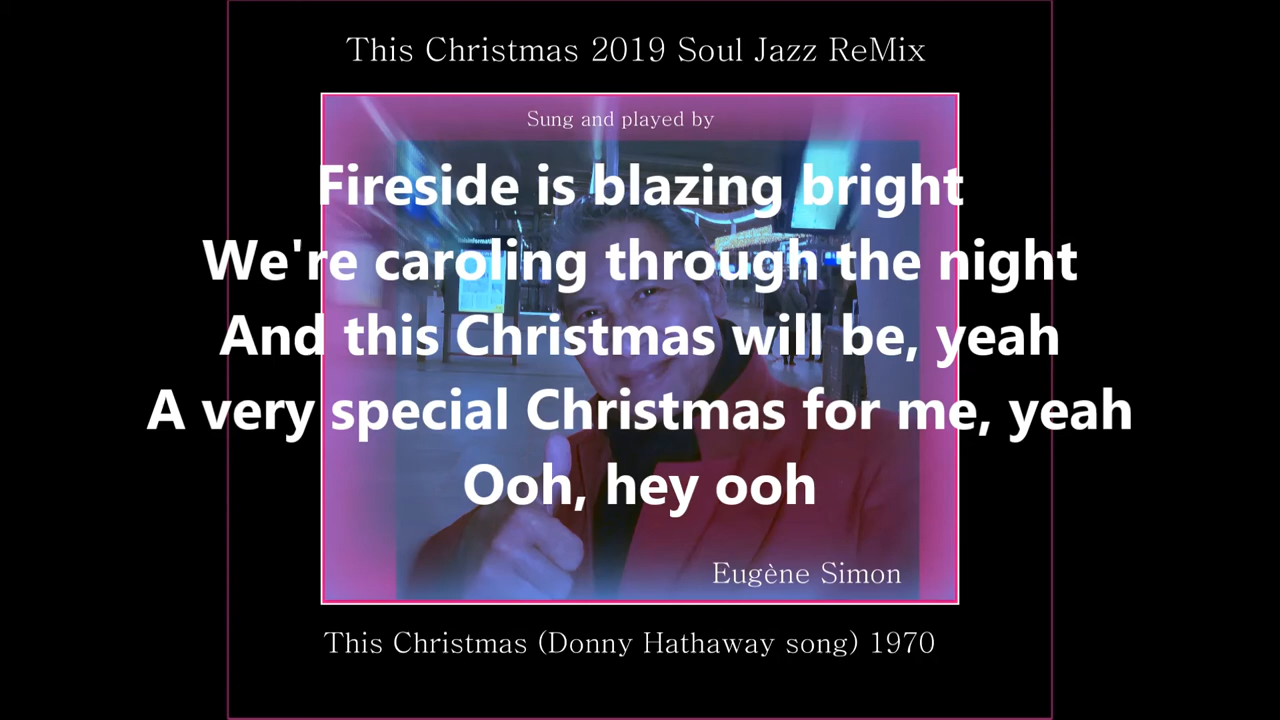 This Christmas 2019 Soul Jazz ReMix
Sung and played by
Fireside is blazing bright
We're caroling through the night
And this Christmas will be, yeah
A very special Christmas for me, yeah
Ooh, hey ooh
Eugène Simon
This Christmas (Donny Hathaway song) 1970